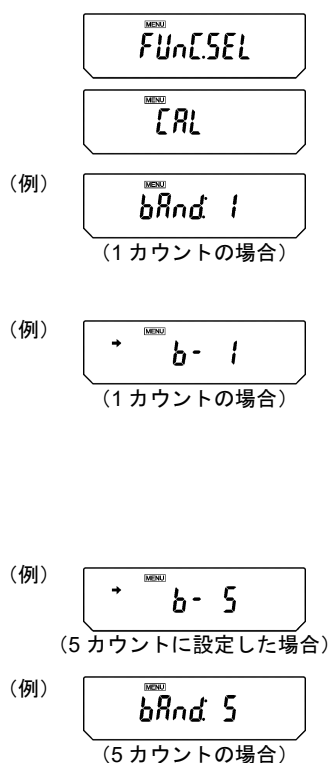 MENU
FUnC.SEL
MENU
CAL
（例）
MENU
bAnd. 1
（1 カウントの場合）
（例）
➔ MENU
b- 1
（1 カウントの場合）
（例）
➔ MENU
b- 5
（5 カウントに設定した場合）
（例）
MENU
bAnd. 5
（5 カウントの場合）